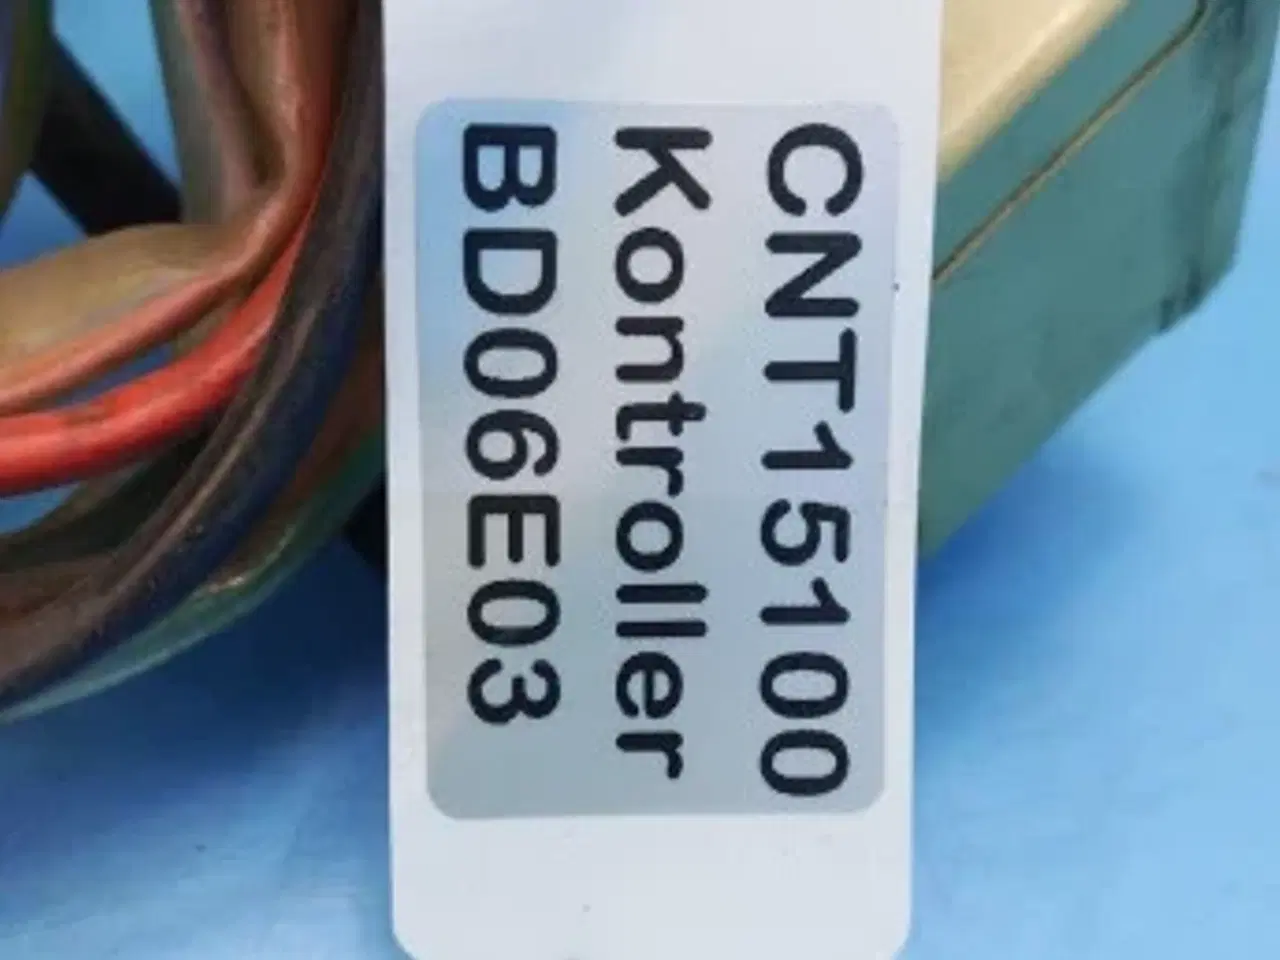 CNT15100
Kontroller
BD06E03